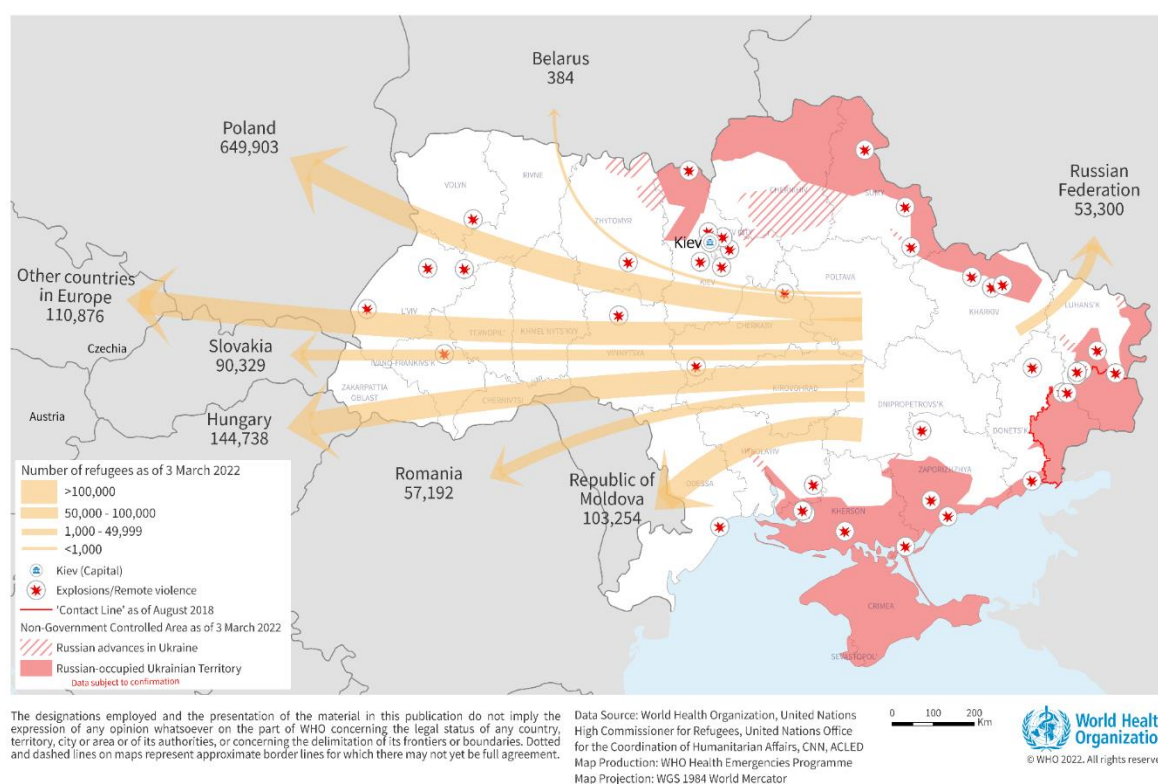 Belarus
384
Poland
649,903
Russian
Federation
53,300
VOLYN
RIVNE
ZHYTOMYR
CHERNIHIV
SUMY
Kiev
KIEV
POLTAVA
KHARKIV
LUHANS'K
Other countries
in Europe
110,876
Czechia
L'VIV
TERNOPIL'
KHMEL'NYTS'KYY
CHERKASY
Slovakia
90,329
IVANO-FRANKIVS'K
VINNYTSYA
ZAKARPATTIA
OBLAST
CHERNIVTSI
KIROVOHRAD
DNIPROPETROVS'K
DONETS'K
Austria
Hungary
144,738
Romania
57,192
Republic of
Moldova
103,254
MYKOLAYIV
ODESSA
ZAPORIZHZHYA
KHERSON
CRIMEA
SEVASTOPOL'
Number of refugees as of 3 March 2022
>100,000
50,000 - 100,000
1,000 - 49,999
<1,000
Kiev (Capital)
Explosions/Remote violence
'Contact Line' as of August 2018
Non-Government Controlled Area as of 3 March 2022
Russian advances in Ukraine
Russian-occupied Ukrainian Territory
Data subject to confirmation
The designations employed and the presentation of the material in this publication do not imply the
expression of any opinion whatsoever on the part of WHO concerning the legal status of any country,
territory, city or area or of its authorities, or concerning the delimitation of its frontiers or boundaries. Dotted
and dashed lines on maps represent approximate border lines for which there may not yet be full agreement.
Data Source: World Health Organization, United Nations
High Commissioner for Refugees, United Nations Office
for the Coordination of Humanitarian Affairs, CNN, ACLED
Map Production: WHO Health Emergencies Programme
Map Projection: WGS 1984 World Mercator
0 100 200
Km
World Healt
Organizatio
© WHO 2022. All rights reserve